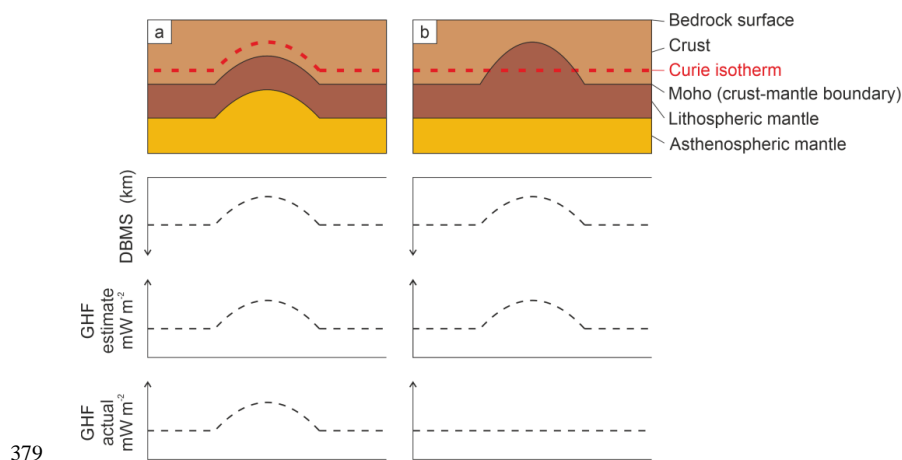 a
b
Bedrock surface
Crust
Curie isotherm
Moho (crust-mantle boundary)
Lithospheric mantle
Asthenospheric mantle
DBMS (km)
GHF
estimate
mW m⁻²
GHF
actual
mW m⁻²
379